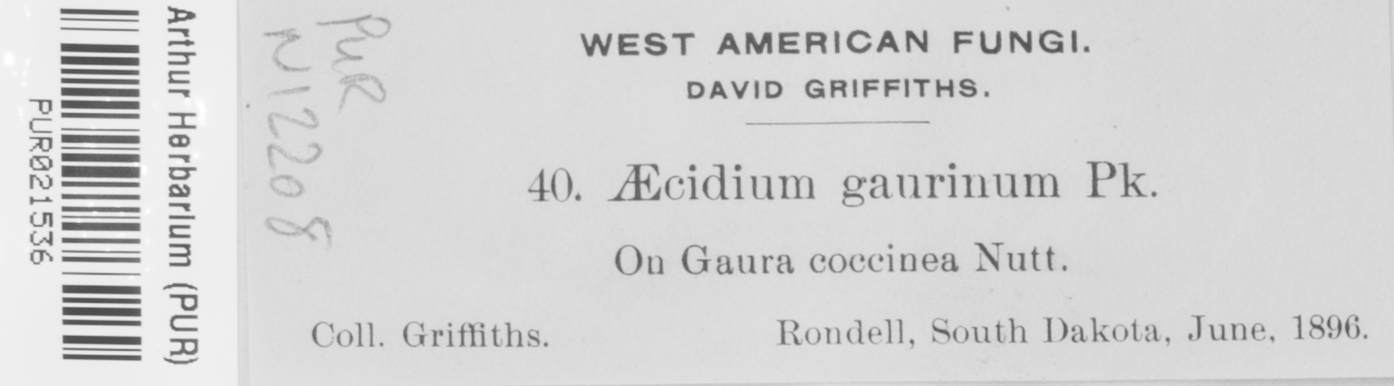 Arthur Herbarium (PUR)
PUR021536
PUR
N12208
WEST AMERICAN FUNGI.
DAVID GRIFFITHS.
40. Æcidium gaurinum Pk.
On Gaura coccinea Nutt.
Coll. Griffiths. Rondell, South Dakota, June, 1896.